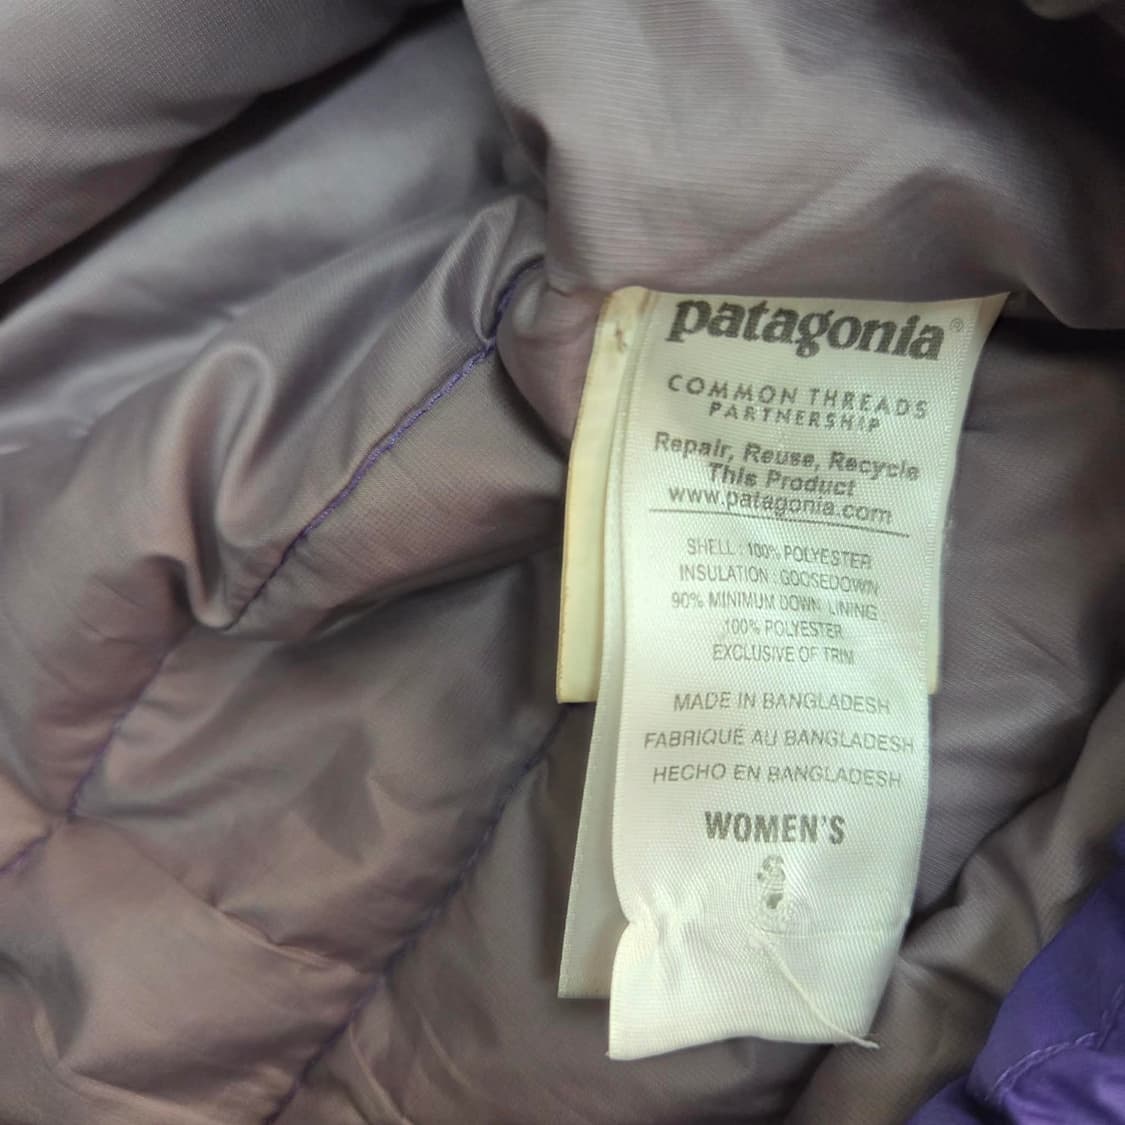 patagonia®
COMMON THREADS
PARTNERSHIP
Repair, Reuse, Recycle
This Product
www.patagonia.com
SHELL : 100% POLYESTER
INSULATION : GOOSEDOWN
90% MINIMUM DOWN LINING
100% POLYESTER
EXCLUSIVE OF TRIM
MADE IN BANGLADESH
FABRIQUÉ AU BANGLADESH
HECHO EN BANGLADESH
WOMEN'S
S